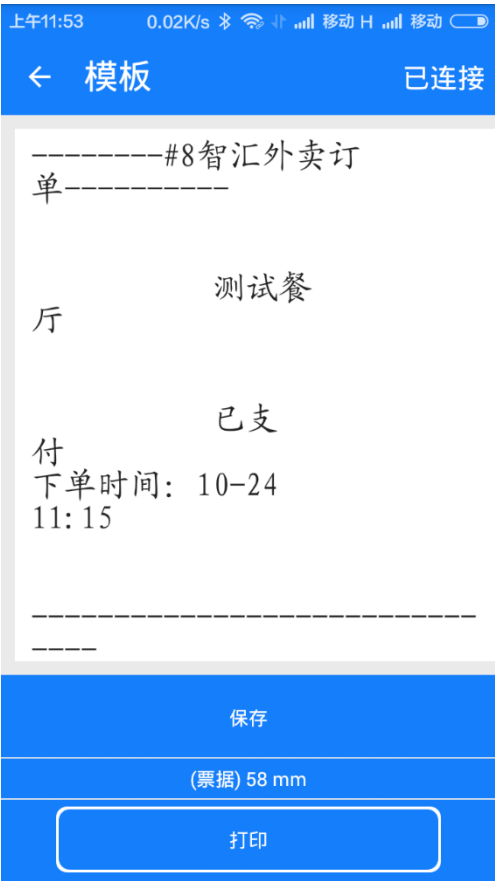 上午11:53 0.02K/s 移动 H 移动
模板 已连接
--------#8智汇外卖订
单----------
测试餐
厅
已支
付
下单时间: 10-24
11:15
---------------------------
----
保存
(票据) 58 mm
打印